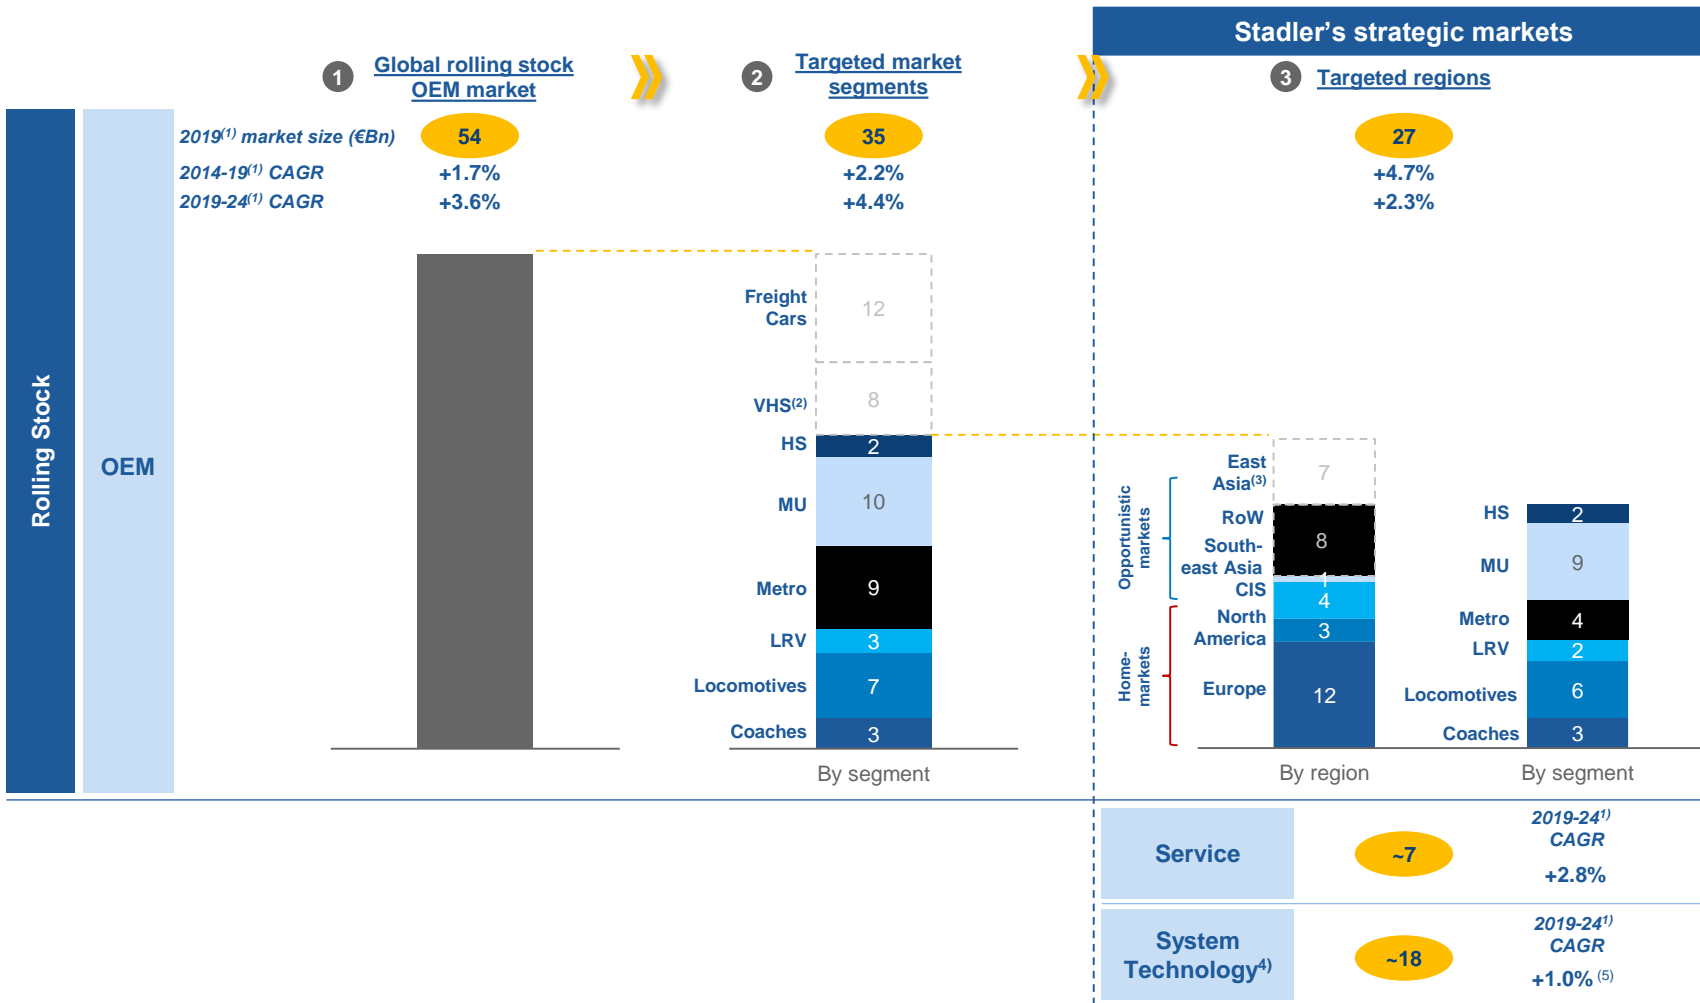 Stadler's strategic markets
1 Global rolling stock
OEM market
2 Targeted market
segments
3 Targeted regions
Rolling Stock
OEM
2019(1) market size (€Bn) 54 35 27
2014-19(1) CAGR +1.7% +2.2% +4.7%
2019-24(1) CAGR +3.6% +4.4% +2.3%
Freight
Cars
12
VHS(2) 8
HS 2
MU 10
Metro 9
LRV 3
Locomotives 7
Coaches 3
By segment
Opportunistic
markets
Home-
markets
East
Asia(3)
7
RoW 8
South-
east Asia
1
CIS 4
North
America
3
Europe 12
By region
HS 2
MU 9
Metro 4
LRV 2
Locomotives 6
Coaches 3
By segment
Service
~7
2019-241)
CAGR
+2.8%
System
Technology4)
~18
2019-241)
CAGR
+1.0% (5)